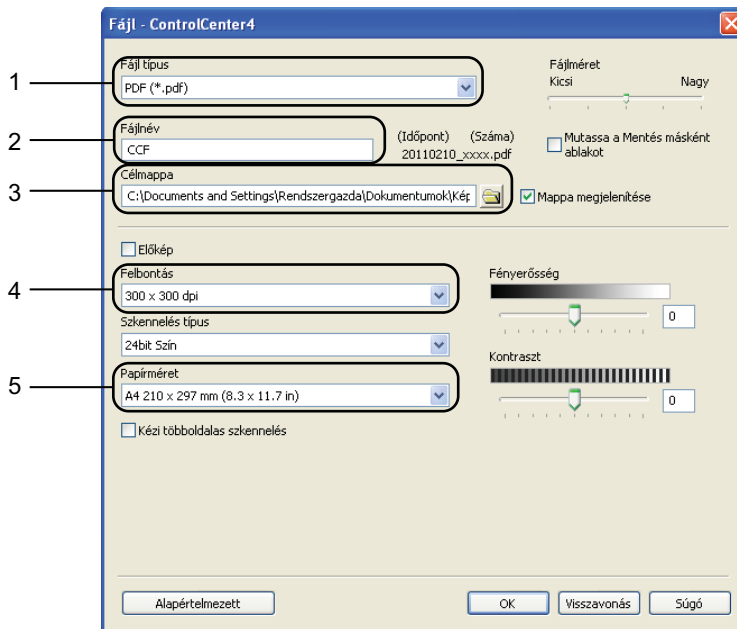 Fájl - ControlCenter4
1
Fájl típus
PDF (*.pdf)
Fájlméret
Kicsi Nagy
2
Fájlnév
CCF
(Időpont) (Száma)
20110210_xxxx.pdf
Mutassa a Mentés másként ablakot
3
Célmappa
C:\Documents and Settings\Rendszergazda\Dokumentumok\Kép
Mappa megjelenítése
Előkép
4
Felbontás
300 x 300 dpi
Fényerősség
0
Szkennelés típus
24bit Szín
Kontraszt
0
5
Papírméret
A4 210 x 297 mm (8.3 x 11.7 in)
Kézi többoldalas szkennelés
Alapértelmezett
OK
Visszavonás
Súgó